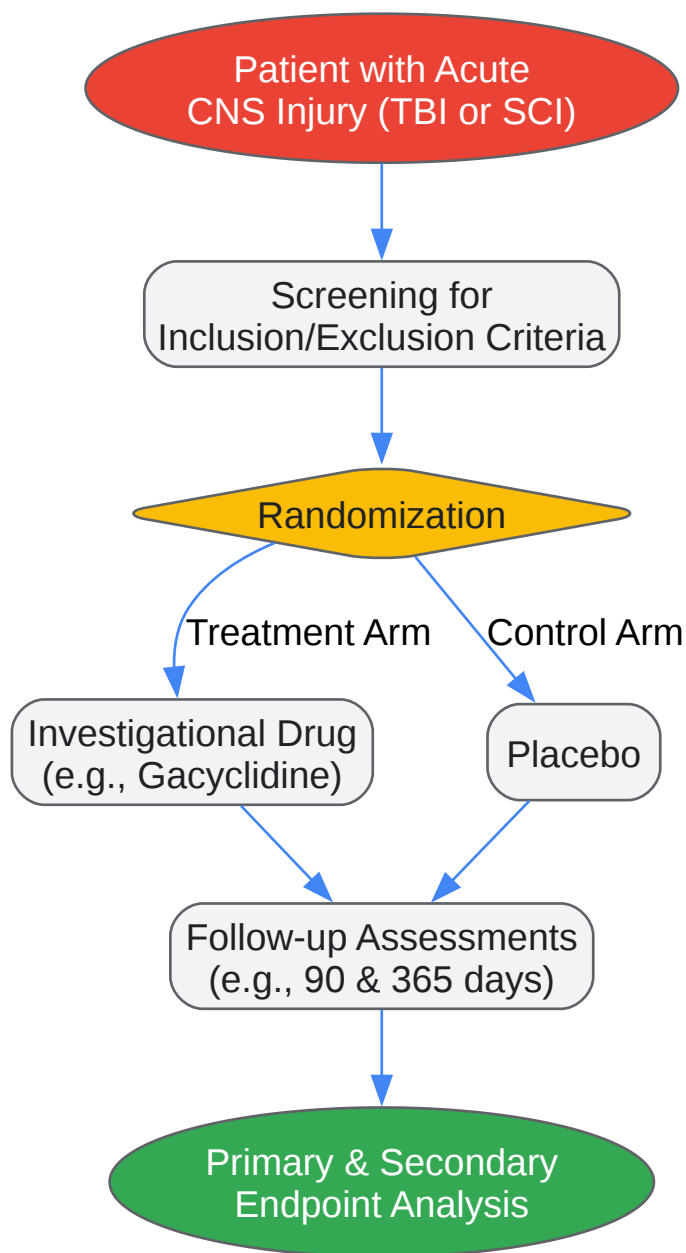 Patient with Acute
CNS Injury (TBI or SCI)
Screening for
Inclusion/Exclusion Criteria
Randomization
Treatment Arm
Control Arm
Investigational Drug
(e.g., Gacyclidine)
Placebo
Follow-up Assessments
(e.g., 90 & 365 days)
Primary & Secondary
Endpoint Analysis